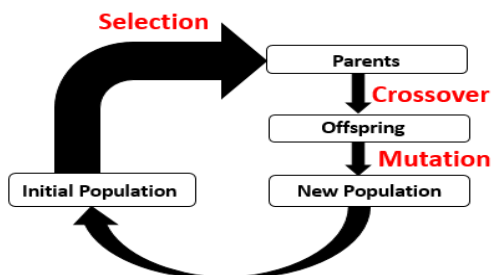 Selection
Parents
Crossover
Offspring
Mutation
Initial Population
New Population